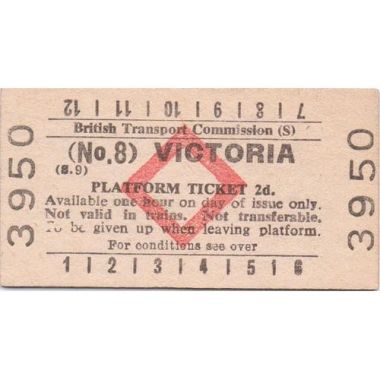 12 | 11 | 10 | 9 | 8 | 7
British Transport Commission (S)
(No.8) VICTORIA
(S.9)
PLATFORM TICKET 2d.
Available one hour on day of issue only.
Not valid in trains. Not transferable.
To be given up when leaving platform.
For conditions see over
1 | 2 | 3 | 4 | 5 | 6
3950
3950